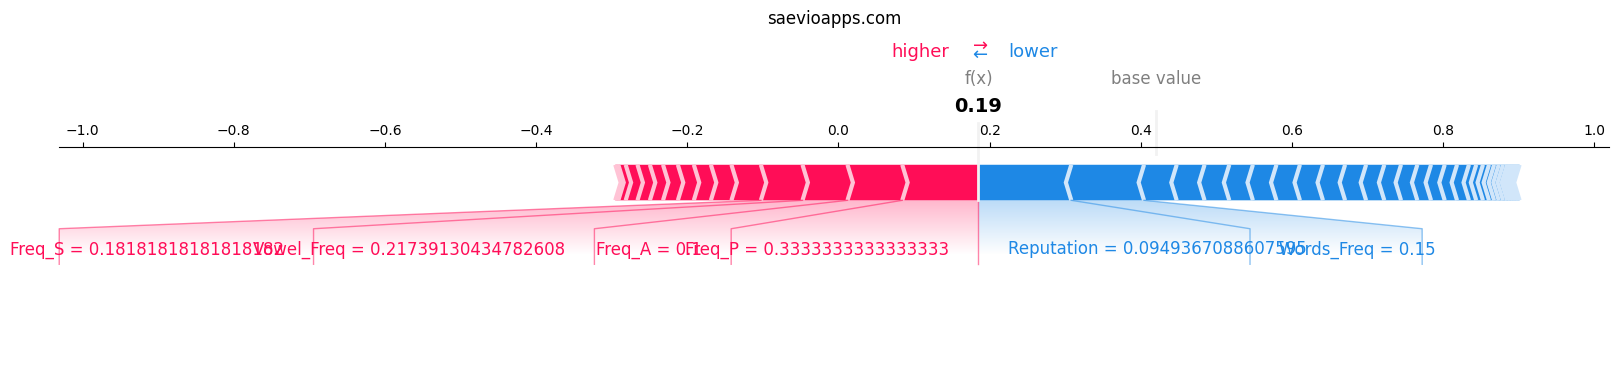 saevioapps.com
higher → ← lower
f(x) base value
0.19
−1.0 −0.8 −0.6 −0.4 −0.2 0.0 0.2 0.4 0.6 0.8 1.0
Freq_S = 0.18181818181818182 Vowel_Freq = 0.21739130434782608 Freq_A = 0.1 Freq_P = 0.3333333333333333 Reputation = 0.0949367088607595 Words_Freq = 0.15